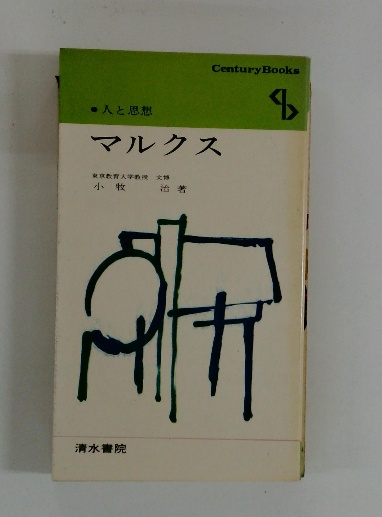 CenturyBooks
●人と思想
マルクス
東京教育大学教授 文博
小牧 治著
清水書院